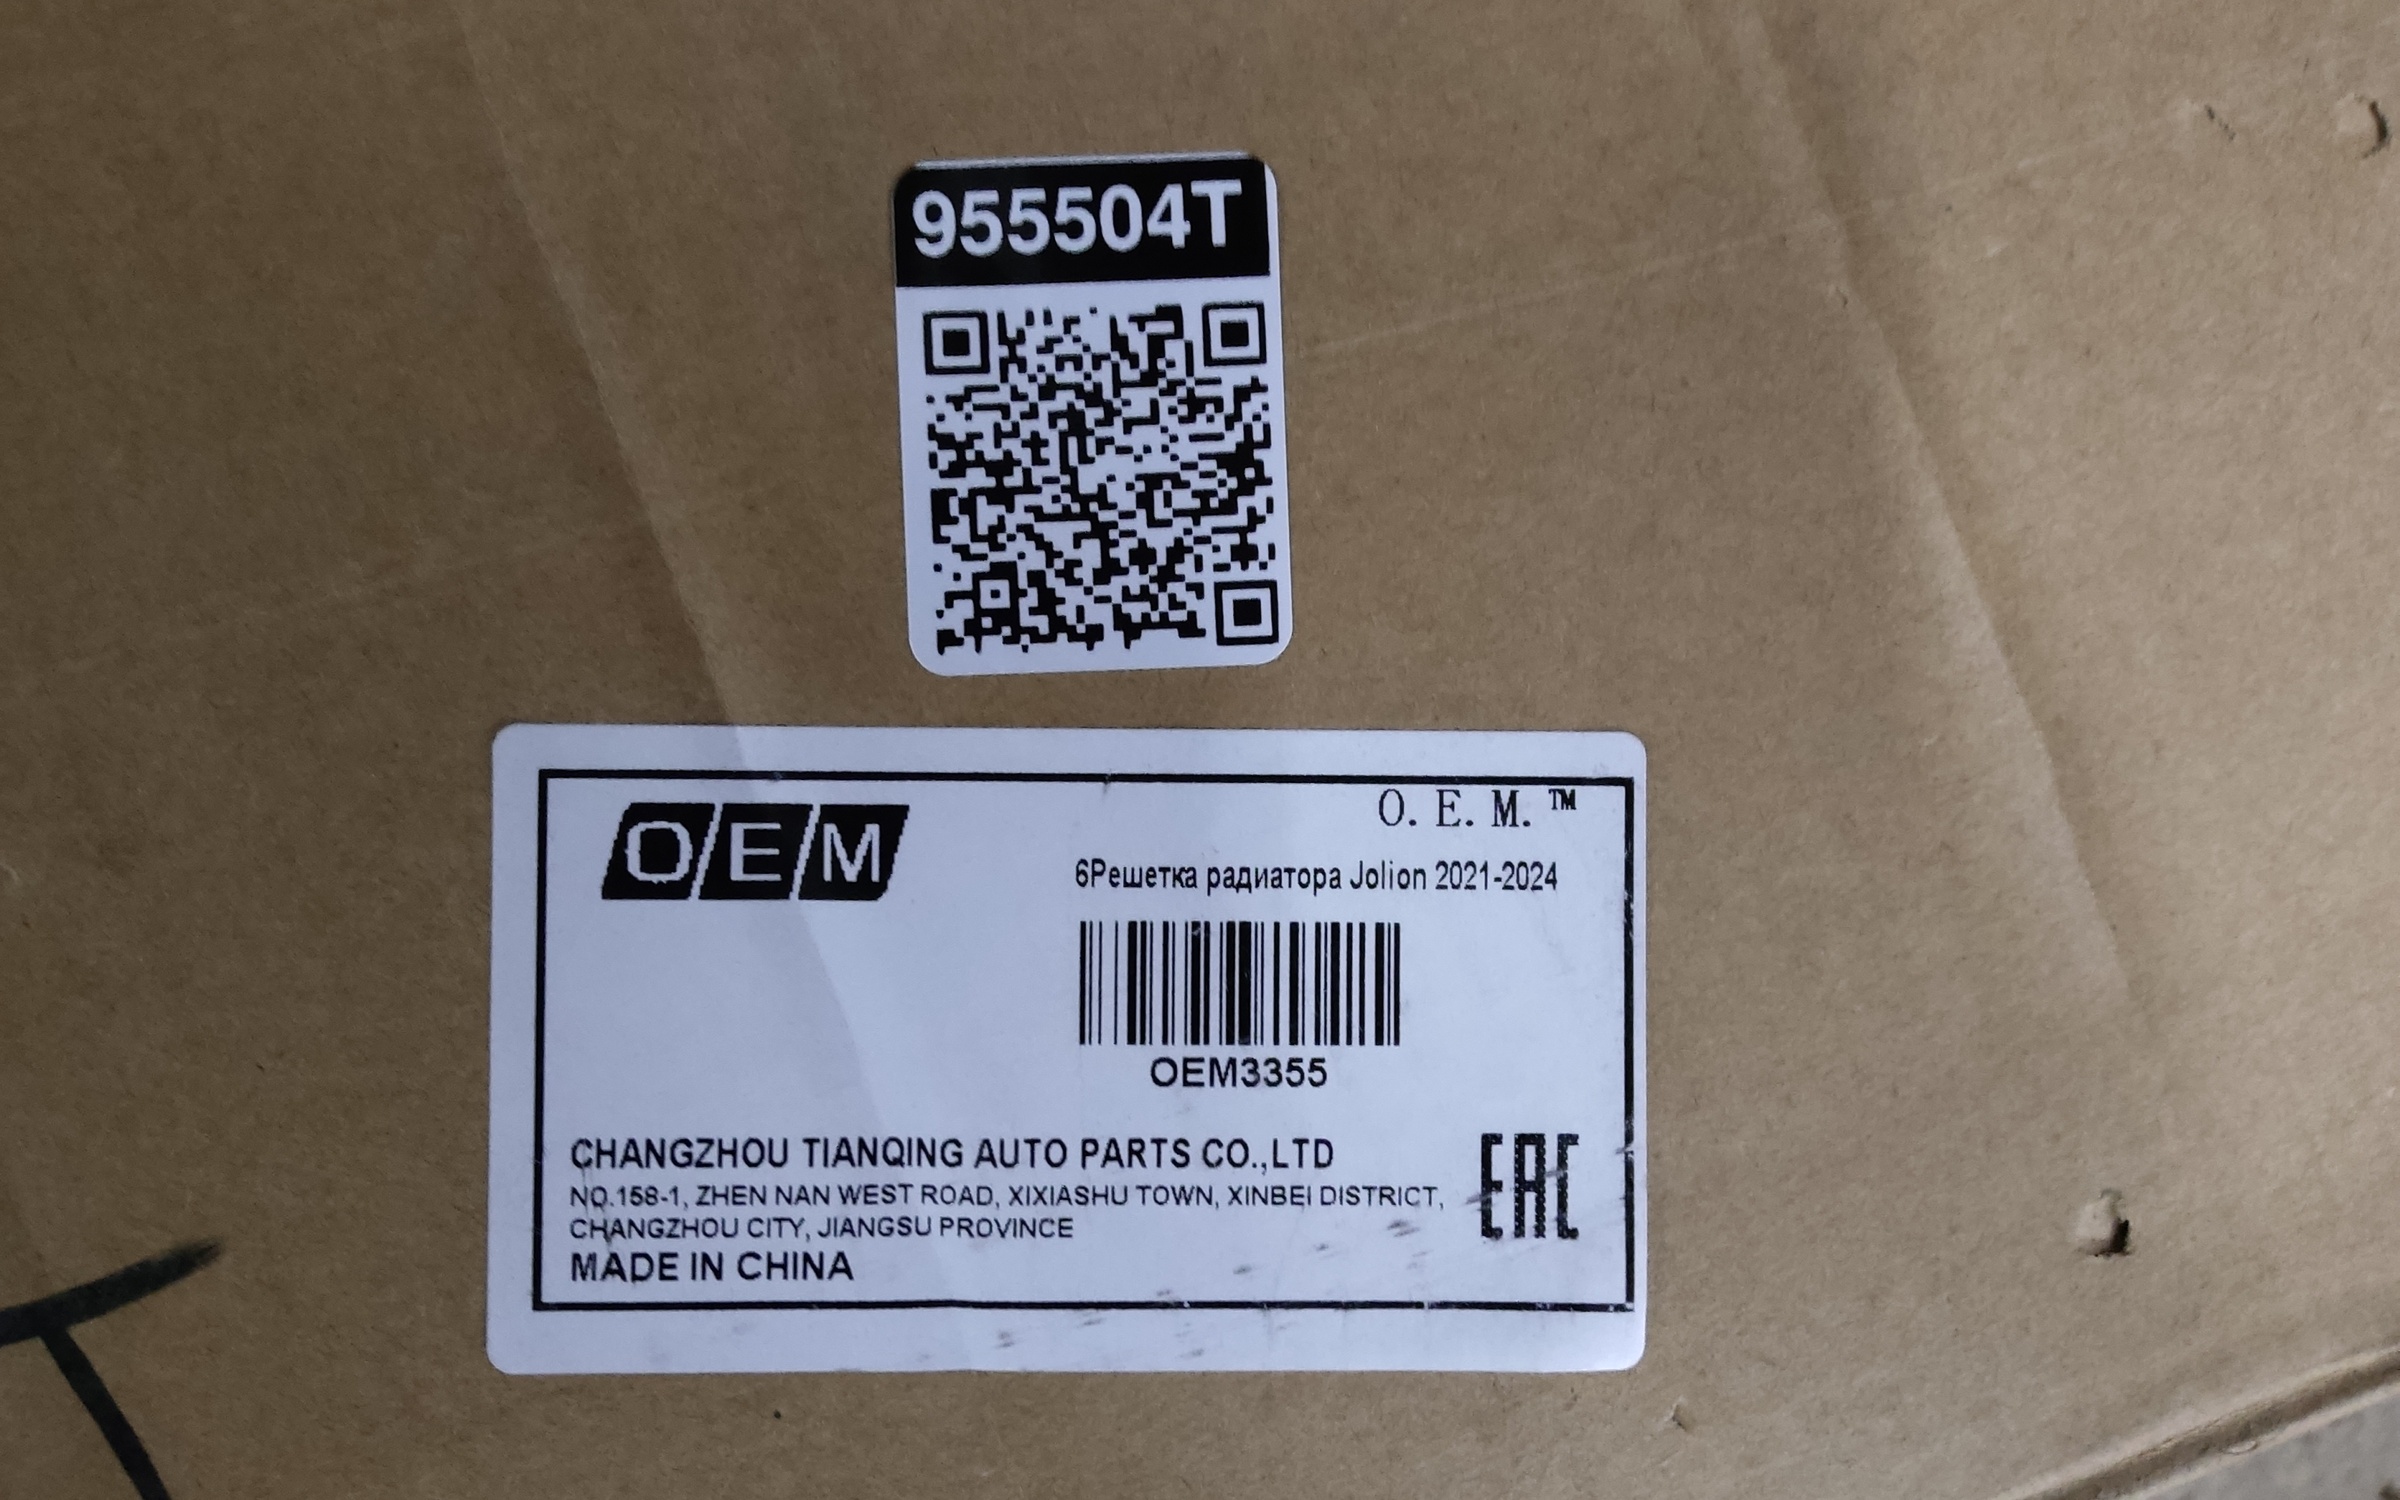 955504T
OEM
O. E. M. ™
6Решетка радиатора Jolion 2021-2024
OEM3355
CHANGZHOU TIANQING AUTO PARTS CO.,LTD
NO.158-1, ZHEN NAN WEST ROAD, XIXIASHU TOWN, XINBEI DISTRICT,
CHANGZHOU CITY, JIANGSU PROVINCE
MADE IN CHINA
EAC